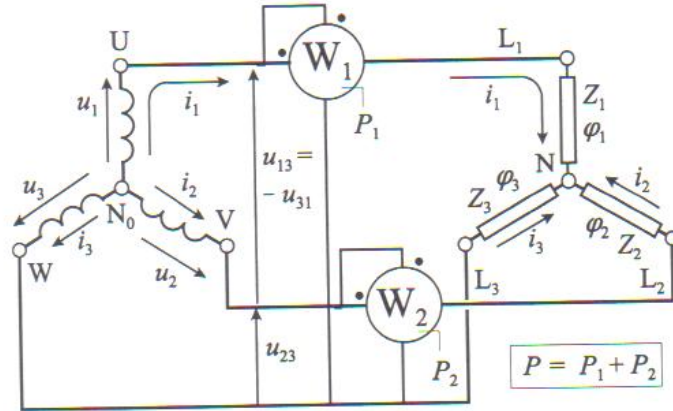 U
W₁
L₁
u₁
i₁
P₁
i₁
Z₁
φ₁
u₁₃ =
– u₃₁
N
u₃
i₂
φ₃
i₂
Z₃
N₀
V
i₃
φ₂
W
i₃
u₂
Z₂
L₃
L₂
W₂
u₂₃
P₂
P = P₁ + P₂